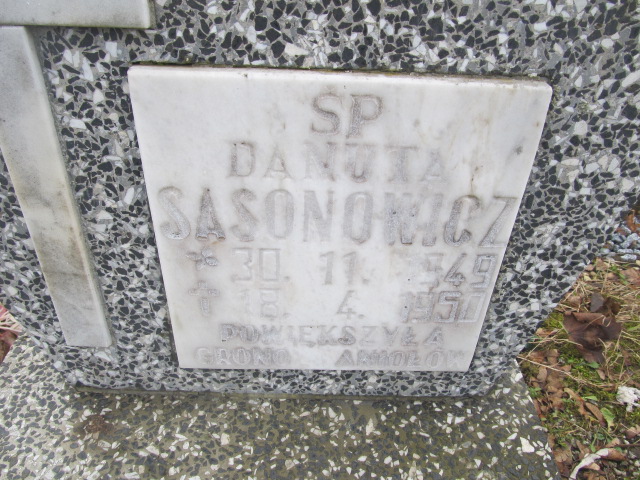 SP
DANUTA
SASONOWICZ
* 30. 11. 1949
† 18. 4. 1950
POWIĘKSZYŁA
GRONO ANIOŁÓW